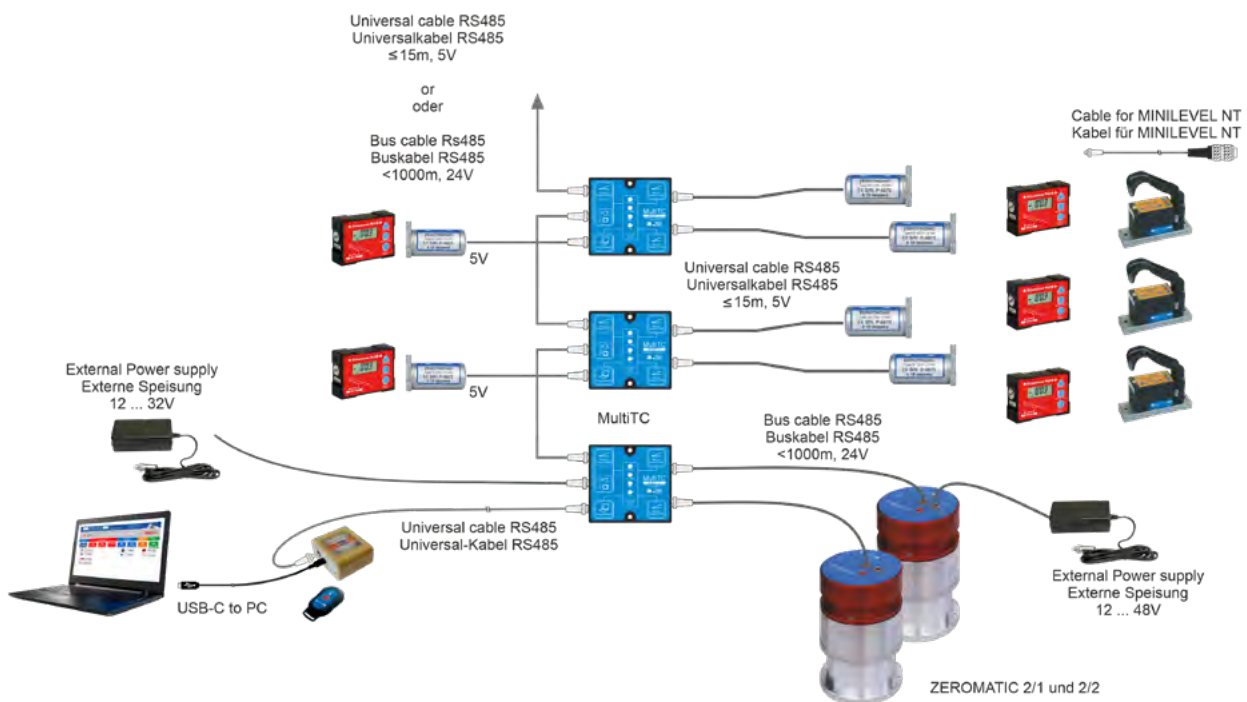 Universal cable RS485
Universalkabel RS485
≤15m, 5V
or
oder
Bus cable Rs485
Buskabel RS485
<1000m, 24V
Cable for MINILEVEL NT
Kabel für MINILEVEL NT
MultiTC
5V
Universal cable RS485
Universalkabel RS485
≤15m, 5V
MultiTC
5V
External Power supply
Externe Speisung
12 ... 32V
MultiTC
Bus cable RS485
Buskabel RS485
<1000m, 24V
MultiTC
Universal cable RS485
Universal-Kabel RS485
USB-C to PC
External Power supply
Externe Speisung
12 ... 48V
ZEROMATIC 2/1 und 2/2